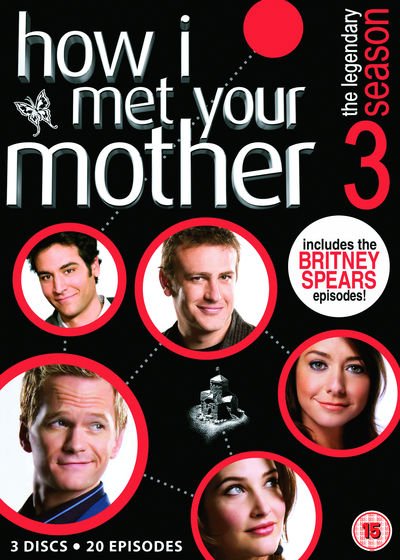 how i
met your
mother
the legendary
season
3
includes the
BRITNEY
SPEARS
episodes!
15
3 DISCS • 20 EPISODES